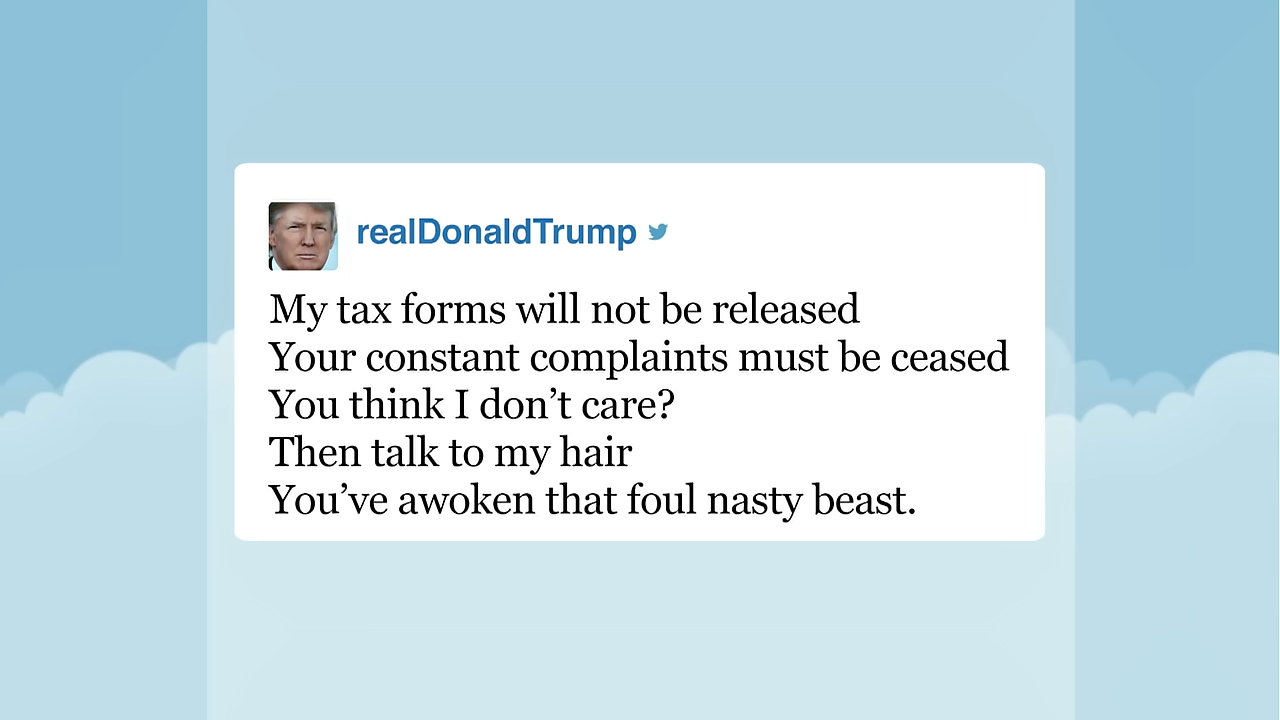 realDonaldTrump
My tax forms will not be released
Your constant complaints must be ceased
You think I don’t care?
Then talk to my hair
You’ve awoken that foul nasty beast.